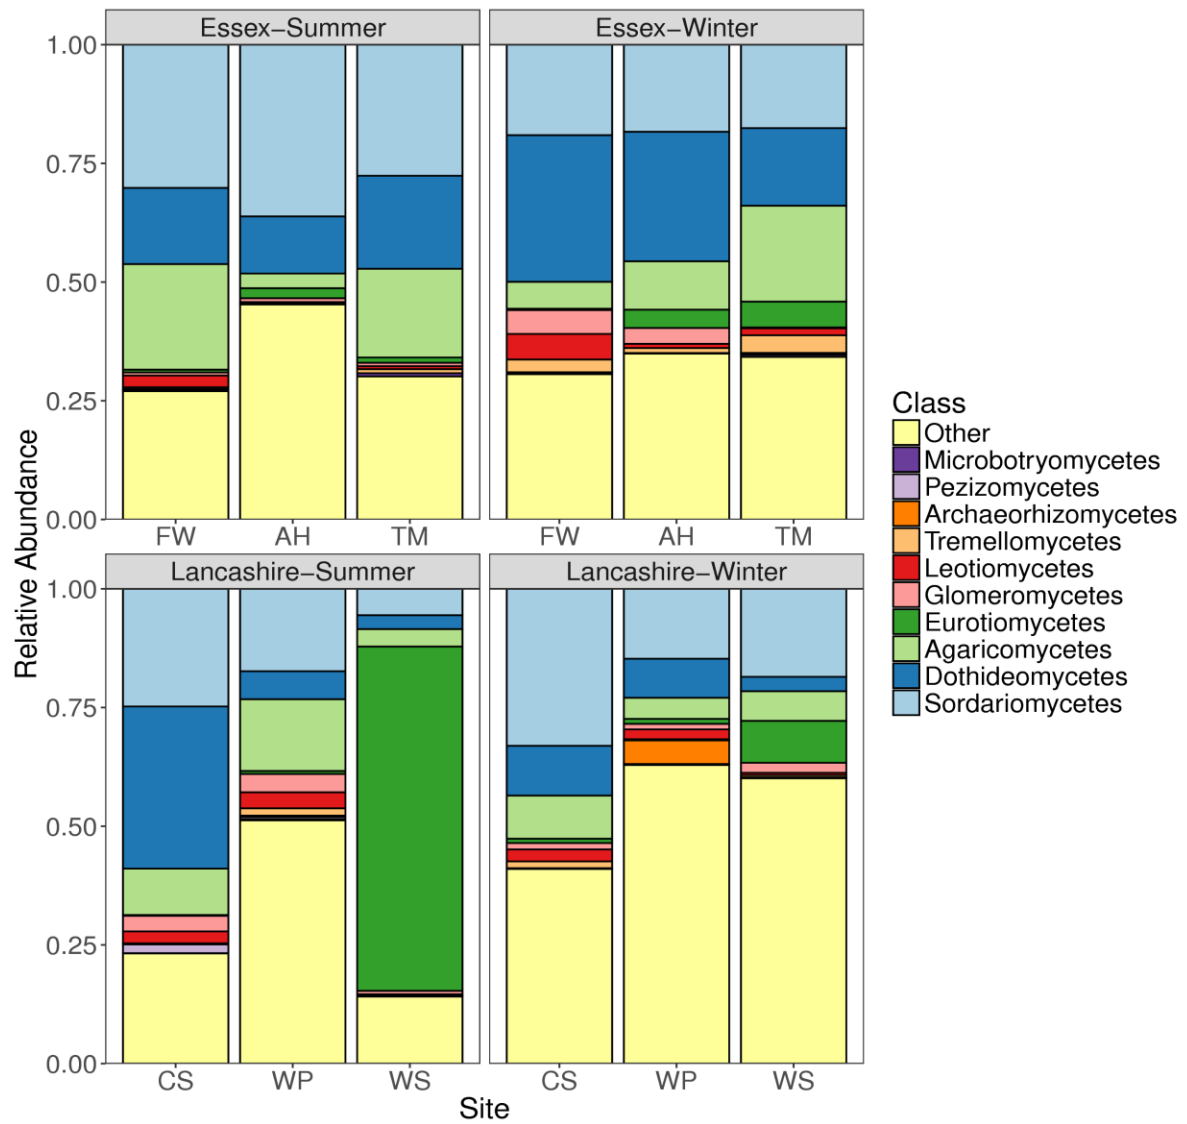 Essex−Summer
Essex−Winter
1.00
0.75
0.50
0.25
0.00
FW AH TM
FW AH TM
Lancashire−Summer
Lancashire−Winter
1.00
0.75
0.50
0.25
0.00
CS WP WS
CS WP WS
Relative Abundance
Site
Class
Other
Microbotryomycetes
Pezizomycetes
Archaeorhizomycetes
Tremellomycetes
Leotiomycetes
Glomeromycetes
Eurotiomycetes
Agaricomycetes
Dothideomycetes
Sordariomycetes